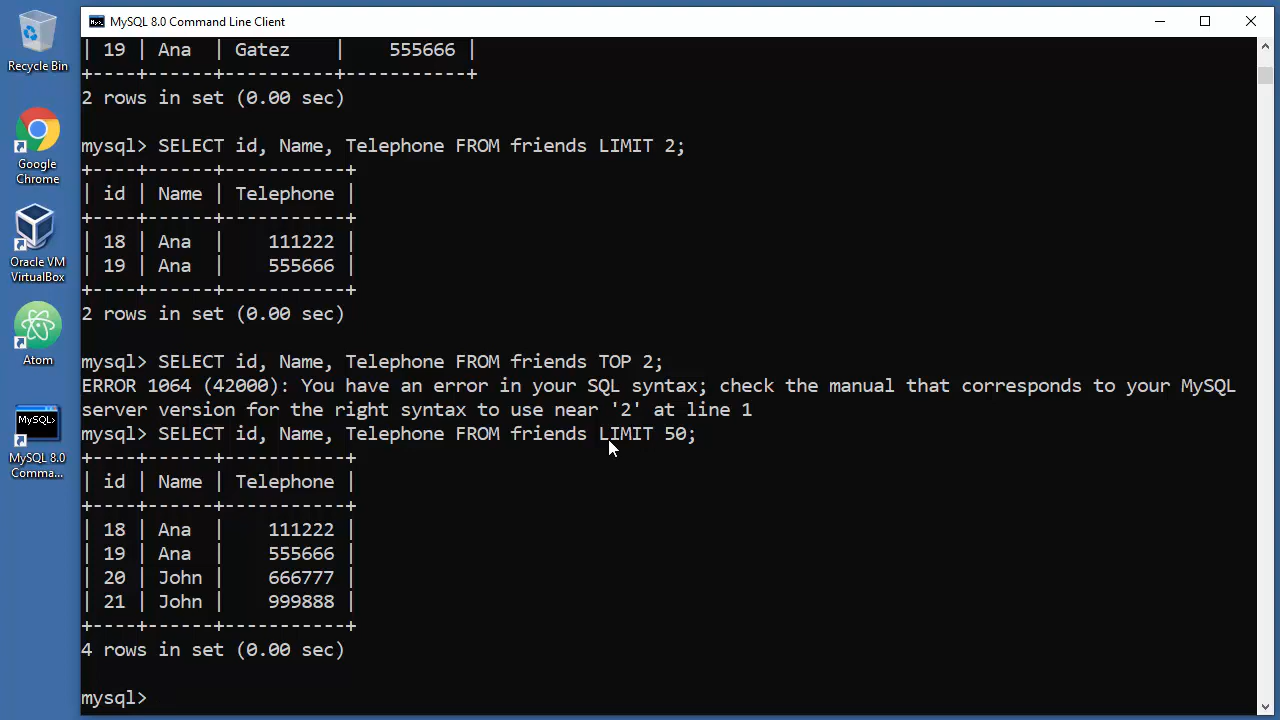 MySQL 8.0 Command Line Client
Recycle Bin
Google
Chrome
Oracle VM
VirtualBox
Atom
MySQL>
MySQL 8.0
Comma...
| 19 | Ana  | Gatez    |    555666 |
+----+------+----------+-----------+
2 rows in set (0.00 sec)
mysql> SELECT id, Name, Telephone FROM friends LIMIT 2;
+----+------+-----------+
| id | Name | Telephone |
+----+------+-----------+
| 18 | Ana  |    111222 |
| 19 | Ana  |    555666 |
+----+------+-----------+
2 rows in set (0.00 sec)
mysql> SELECT id, Name, Telephone FROM friends TOP 2;
ERROR 1064 (42000): You have an error in your SQL syntax; check the manual that corresponds to your MySQL
server version for the right syntax to use near '2' at line 1
mysql> SELECT id, Name, Telephone FROM friends LIMIT 50;
+----+------+-----------+
| id | Name | Telephone |
+----+------+-----------+
| 18 | Ana  |    111222 |
| 19 | Ana  |    555666 |
| 20 | John |    666777 |
| 21 | John |    999888 |
+----+------+-----------+
4 rows in set (0.00 sec)
mysql>